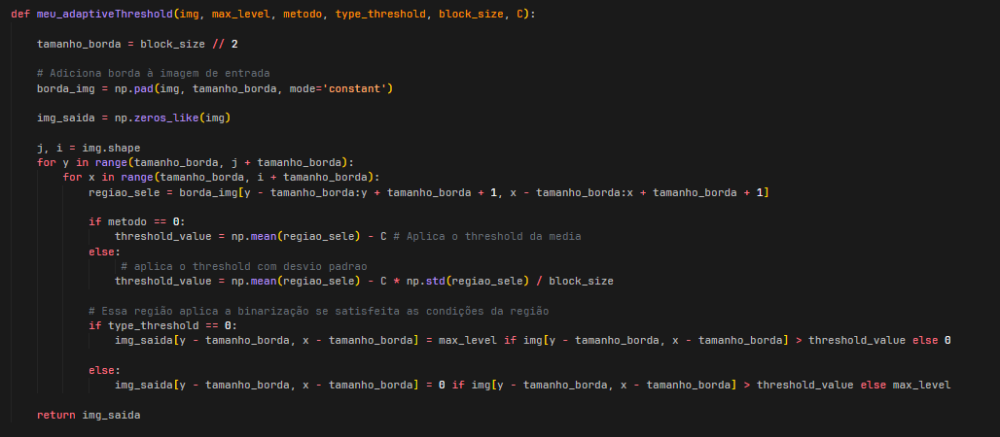 def meu_adaptiveThreshold(img, max_level, metodo, type_threshold, block_size, C):
tamanho_borda = block_size // 2
# Adiciona borda à imagem de entrada
borda_img = np.pad(img, tamanho_borda, mode='constant')
img_saida = np.zeros_like(img)
j, i = img.shape
for y in range(tamanho_borda, j + tamanho_borda):
for x in range(tamanho_borda, i + tamanho_borda):
regiao_sele = borda_img[y - tamanho_borda:y + tamanho_borda + 1, x - tamanho_borda:x + tamanho_borda + 1]
if metodo == 0:
threshold_value = np.mean(regiao_sele) - C # Aplica o threshold da media
else:
# aplica o threshold com desvio padrao
threshold_value = np.mean(regiao_sele) - C * np.std(regiao_sele) / block_size
# Essa região aplica a binarização se satisfeita as condições da região
if type_threshold == 0:
img_saida[y - tamanho_borda, x - tamanho_borda] = max_level if img[y - tamanho_borda, x - tamanho_borda] > threshold_value else 0
else:
img_saida[y - tamanho_borda, x - tamanho_borda] = 0 if img[y - tamanho_borda, x - tamanho_borda] > threshold_value else max_level
return img_saida